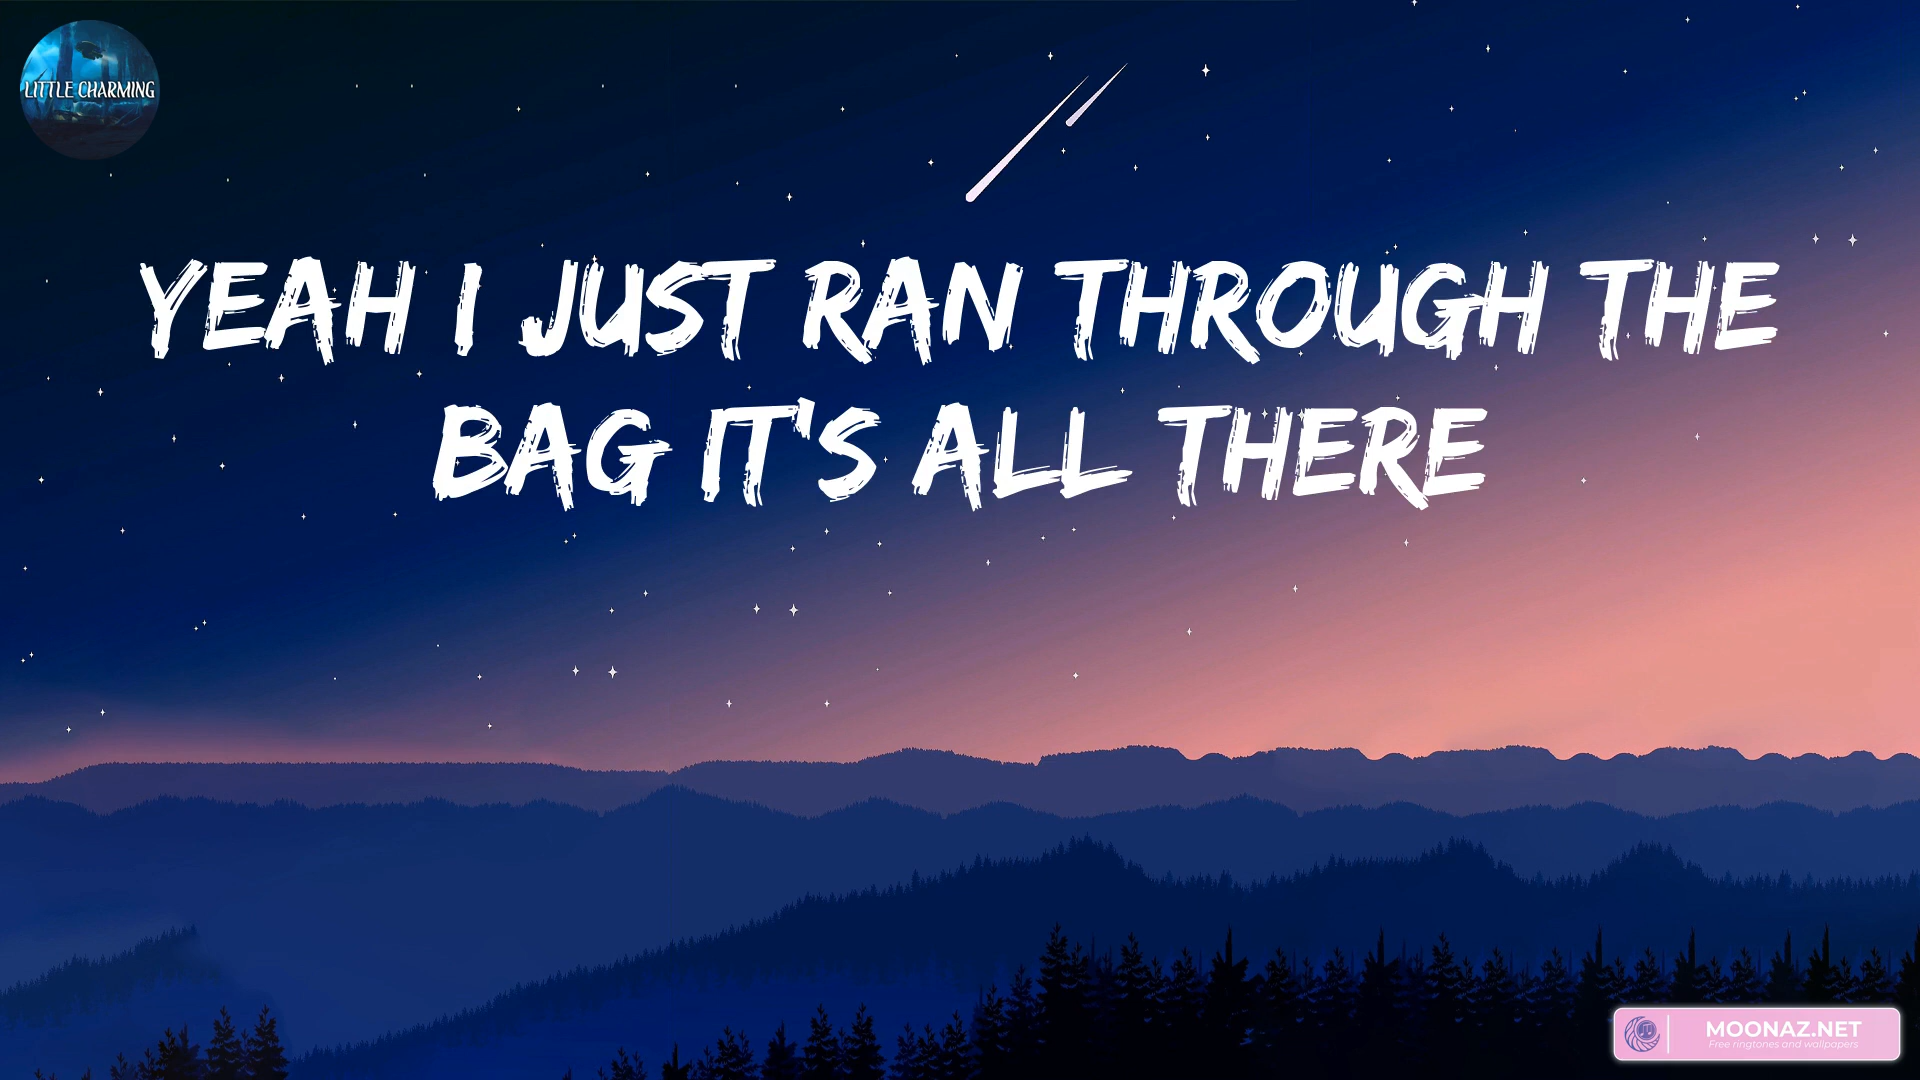 LITTLE CHARMING
YEAH I JUST RAN THROUGH THE
BAG IT'S ALL THERE
MOONAZ.NET
Free ringtones and wallpapers